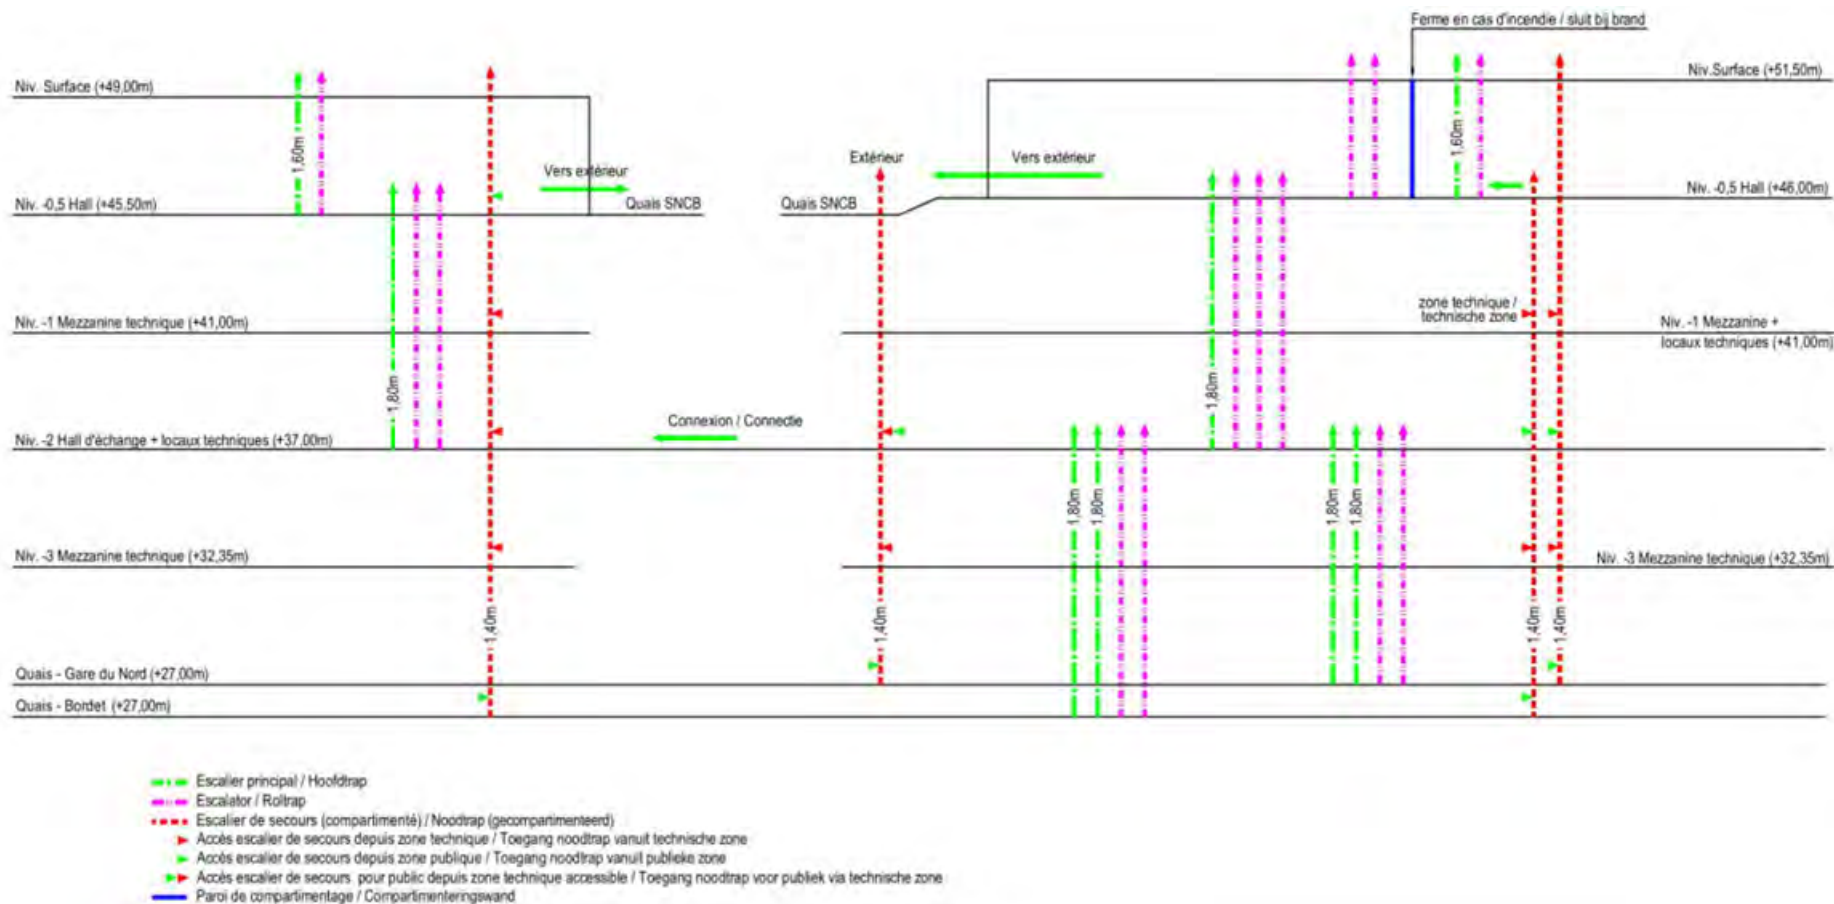 Ferme en cas d'incendie / sluit bij brand
Niv. Surface (+49,00m)
Niv.Surface (+51,50m)
1,60m
1,60m
Vers extérieur
Extérieur
Vers extérieur
Niv. -0,5 Hall (+45,50m)
Quais SNCB
Quais SNCB
Niv. -0,5 Hall (+46,00m)
zone technique /
technische zone
Niv. -1 Mezzanine technique (+41,00m)
Niv. -1 Mezzanine +
locaux techniques (+41,00m)
1,80m
1,80m
Connexion / Connectie
Niv. -2 Hall d'échange + locaux techniques (+37,00m)
1,80m
1,80m
1,80m
1,80m
Niv. -3 Mezzanine technique (+32,35m)
Niv. -3 Mezzanine technique (+32,35m)
1,40m
1,40m
1,40m
1,40m
Quais - Gare du Nord (+27,00m)
Quais - Bordet (+27,00m)
Escalier principal / Hoofdtrap
Escalator / Roltrap
Escalier de secours (compartimenté) / Noodtrap (gecompartimenteerd)
Accès escalier de secours depuis zone technique / Toegang noodtrap vanuit technische zone
Accès escalier de secours depuis zone publique / Toegang noodtrap vanuit publieke zone
Accès escalier de secours pour public depuis zone technique accessible / Toegang noodtrap voor publiek via technische zone
Paroi de compartimentage / Compartimenteringswand